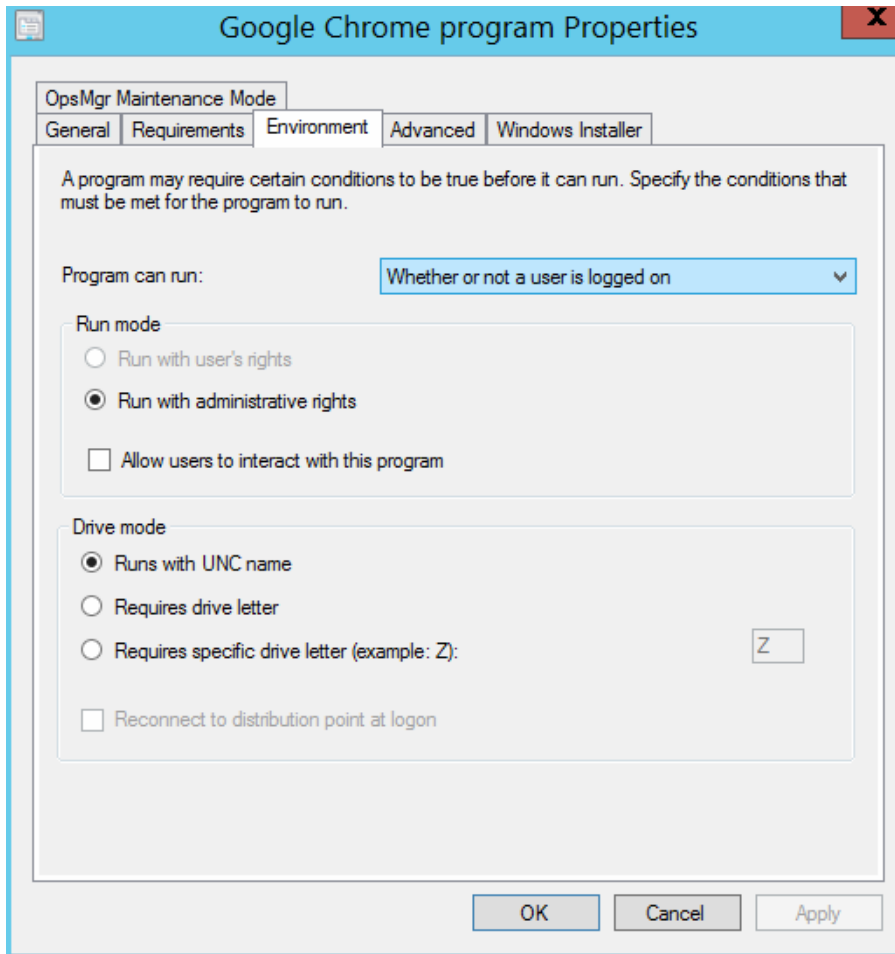 Google Chrome program Properties
X
OpsMgr Maintenance Mode
General Requirements Environment Advanced Windows Installer
A program may require certain conditions to be true before it can run. Specify the conditions that
must be met for the program to run.
Program can run: Whether or not a user is logged on
Run mode
Run with user's rights
Run with administrative rights
Allow users to interact with this program
Drive mode
Runs with UNC name
Requires drive letter
Requires specific drive letter (example: Z): Z
Reconnect to distribution point at logon
OK Cancel Apply